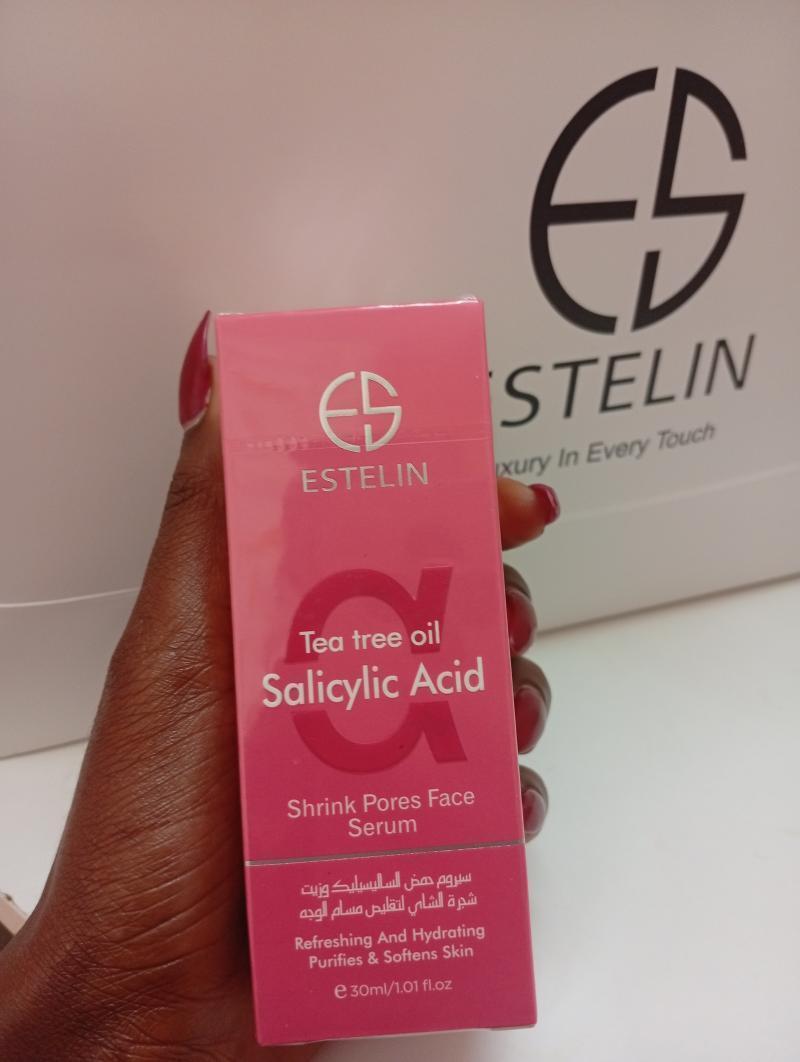 ES
ESTELIN
Luxury In Every Touch
ES
ESTELIN
α
Tea tree oil
Salicylic Acid
Shrink Pores Face
Serum
سيروم حمض الساليسيليك وزيت
شجرة الشاي لتقليص مسام الوجه
Refreshing And Hydrating
Purifies & Softens Skin
e 30ml/1.01 fl.oz